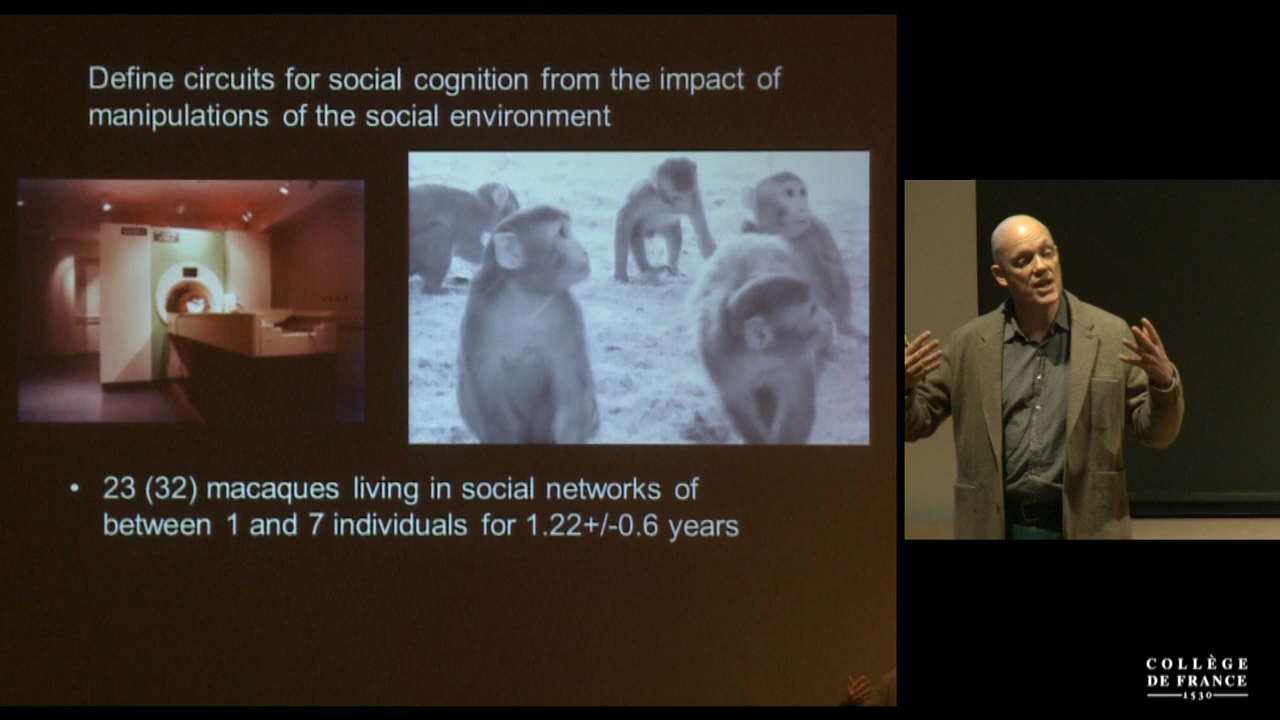 Define circuits for social cognition from the impact of
manipulations of the social environment
• 23 (32) macaques living in social networks of
between 1 and 7 individuals for 1.22+/-0.6 years
COLLÈGE
DE FRANCE
1530